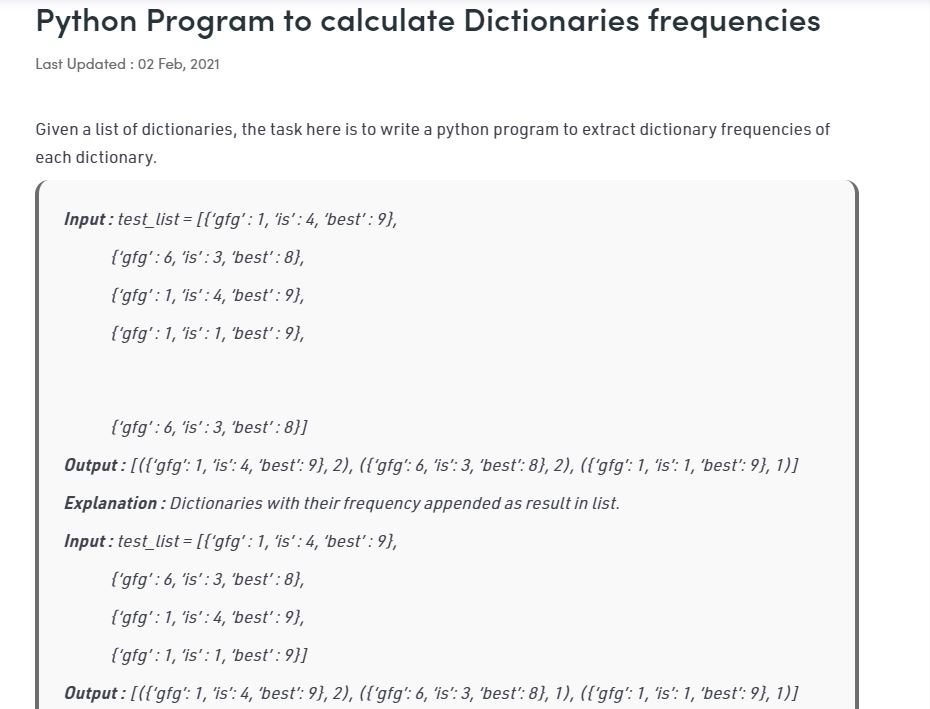 Python Program to calculate Dictionaries frequencies
Last Updated : 02 Feb, 2021
Given a list of dictionaries, the task here is to write a python program to extract dictionary frequencies of
each dictionary.
Input : test_list = [{‘gfg’ : 1, ‘is’ : 4, ‘best’ : 9},
{‘gfg’ : 6, ‘is’ : 3, ‘best’ : 8},
{‘gfg’ : 1, ‘is’ : 4, ‘best’ : 9},
{‘gfg’ : 1, ‘is’ : 1, ‘best’ : 9},
{‘gfg’ : 6, ‘is’ : 3, ‘best’ : 8}]
Output : [({‘gfg’: 1, ‘is’: 4, ‘best’: 9}, 2), ({‘gfg’: 6, ‘is’: 3, ‘best’: 8}, 2), ({‘gfg’: 1, ‘is’: 1, ‘best’: 9}, 1)]
Explanation : Dictionaries with their frequency appended as result in list.
Input : test_list = [{‘gfg’ : 1, ‘is’ : 4, ‘best’ : 9},
{‘gfg’ : 6, ‘is’ : 3, ‘best’ : 8},
{‘gfg’ : 1, ‘is’ : 4, ‘best’ : 9},
{‘gfg’ : 1, ‘is’ : 1, ‘best’ : 9}]
Output : [({‘gfg’: 1, ‘is’: 4, ‘best’: 9}, 2), ({‘gfg’: 6, ‘is’: 3, ‘best’: 8}, 1), ({‘gfg’: 1, ‘is’: 1, ‘best’: 9}, 1)]